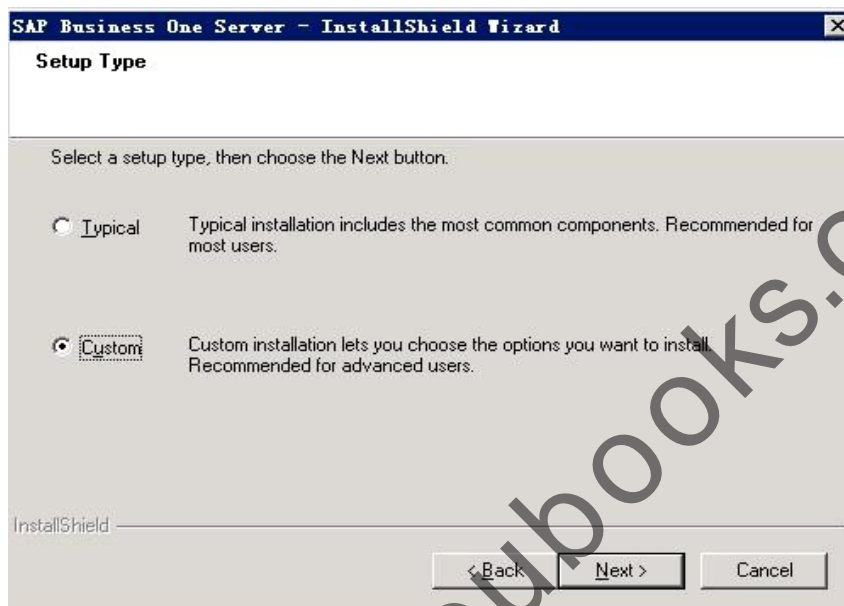 SAP Business One Server - InstallShield Wizard
Setup Type
Select a setup type, then choose the Next button.
Typical
Typical installation includes the most common components. Recommended for
most users.
Custom
Custom installation lets you choose the options you want to install.
Recommended for advanced users.
InstallShield
< Back
Next >
Cancel
ubooks.